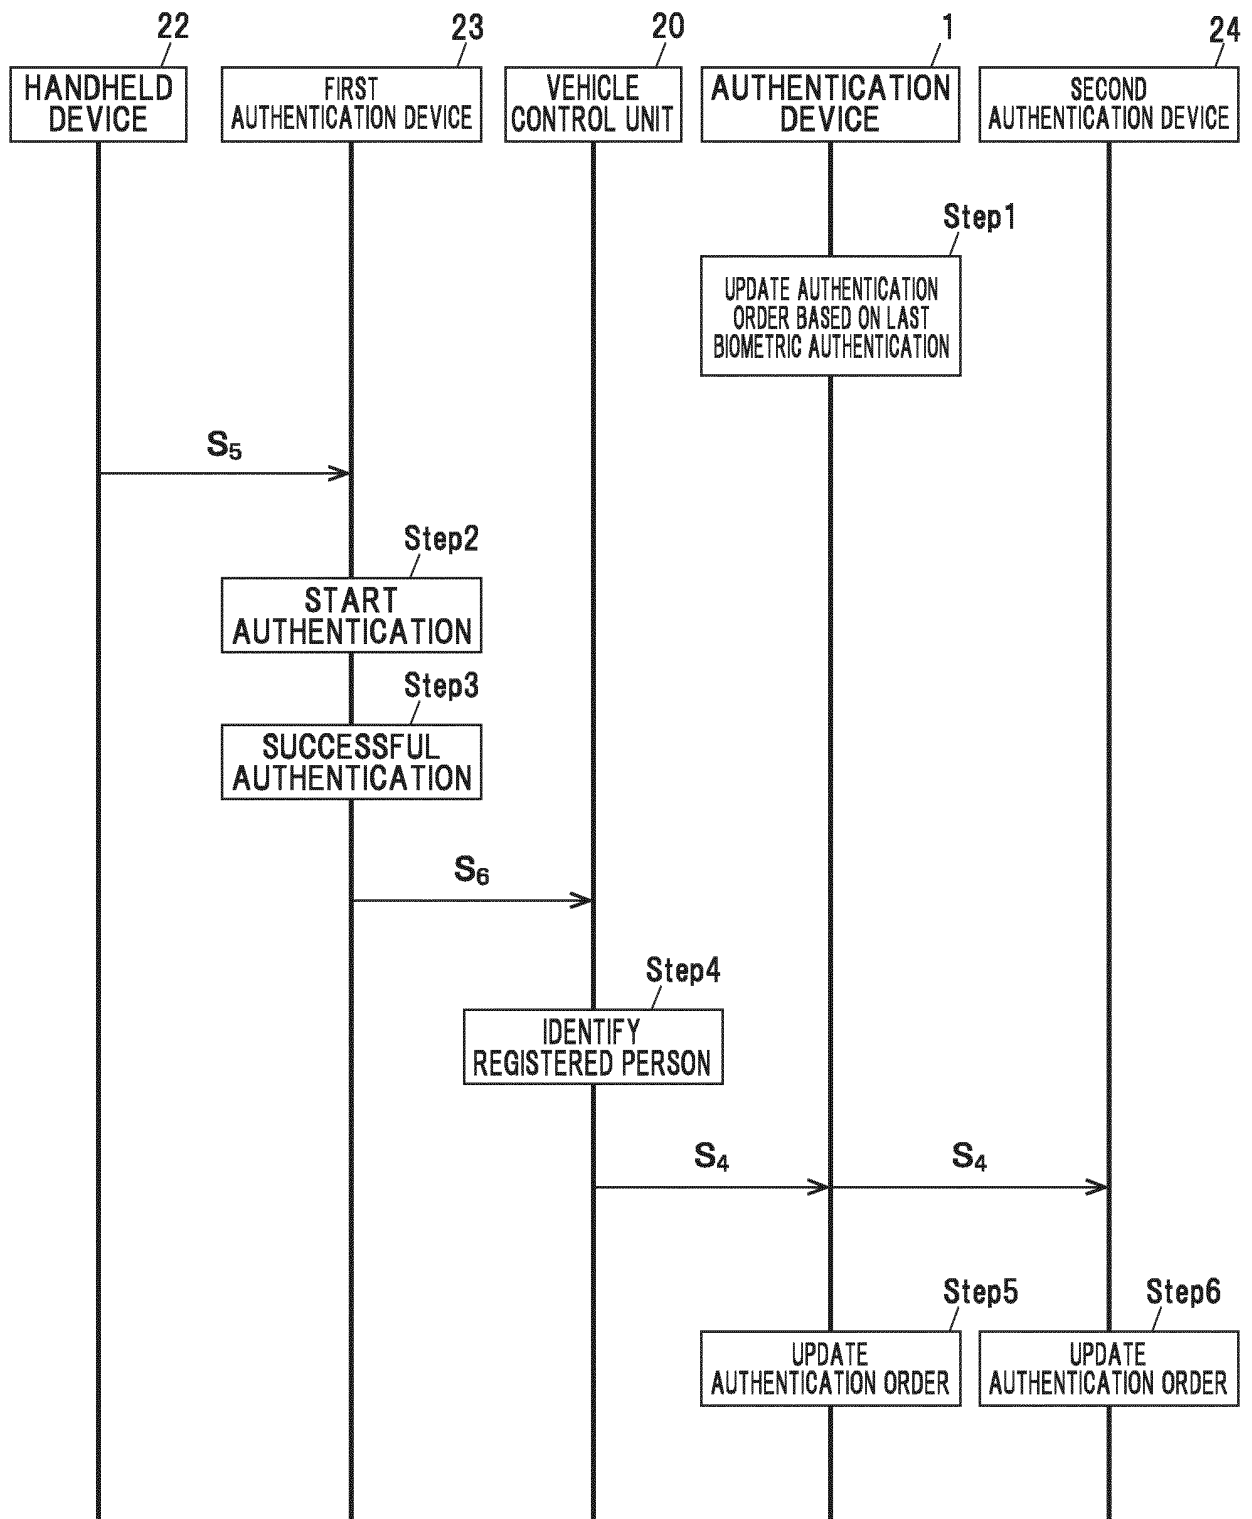 22
23
20
1
24
HANDHELD
DEVICE
FIRST
AUTHENTICATION DEVICE
VEHICLE
CONTROL UNIT
AUTHENTICATION
DEVICE
SECOND
AUTHENTICATION DEVICE
Step1
UPDATE AUTHENTICATION
ORDER BASED ON LAST
BIOMETRIC AUTHENTICATION
S5
Step2
START
AUTHENTICATION
Step3
SUCCESSFUL
AUTHENTICATION
S6
Step4
IDENTIFY
REGISTERED PERSON
S4
S4
Step5
Step6
UPDATE
AUTHENTICATION ORDER
UPDATE
AUTHENTICATION ORDER